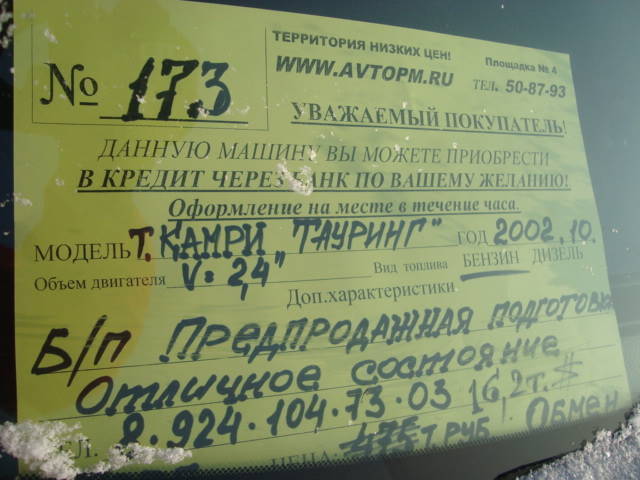 ТЕРРИТОРИЯ НИЗКИХ ЦЕН!
Площадка № 4
№ 173
WWW.AVTOPM.RU
ТЕЛ. 50-87-93
УВАЖАЕМЫЙ ПОКУПАТЕЛЬ!
ДАННУЮ МАШИНУ ВЫ МОЖЕТЕ ПРИОБРЕСТИ
В КРЕДИТ ЧЕРЕЗ БАНК ПО ВАШЕМУ ЖЕЛАНИЮ!
Оформление на месте в течение часа.
МОДЕЛЬ Т. КАМРИ "ТАУРИНГ" ГОД 2002.10.
Объем двигателя V=2,4" Вид топлива БЕНЗИН ДИЗЕЛЬ
Доп.характеристики
Б/п ПРЕДПРОДАЖНАЯ ПОДГОТОВКА
Отличное состояние
ТЕЛ. 8.924.104.73.03 16,2т.$
ЦЕНА: 475 Т РУБ! Обмен